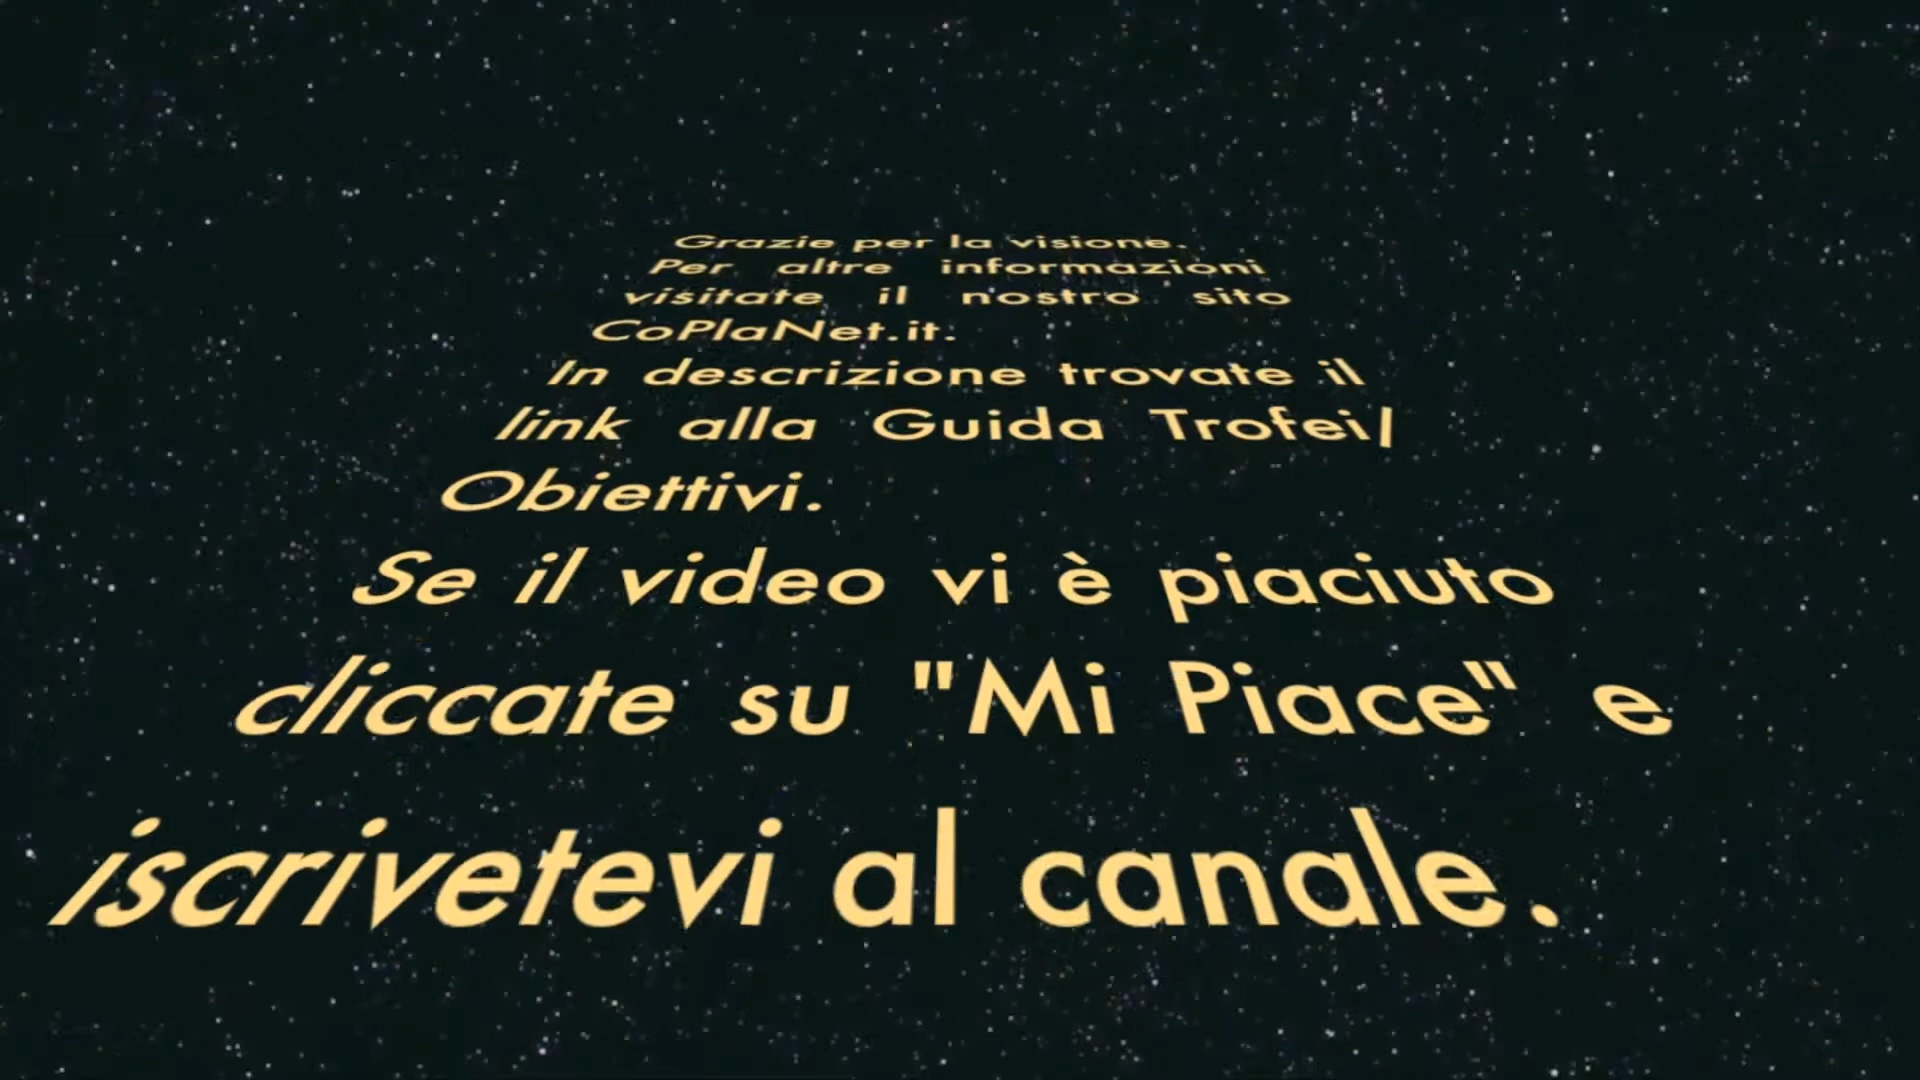 Grazie per la visione.
Per altre informazioni
visitate il nostro sito
CoPlaNet.it.
In descrizione trovate il
link alla Guida Trofei/
Obiettivi.
Se il video vi è piaciuto
cliccate su "Mi Piace" e
iscrivetevi al canale.